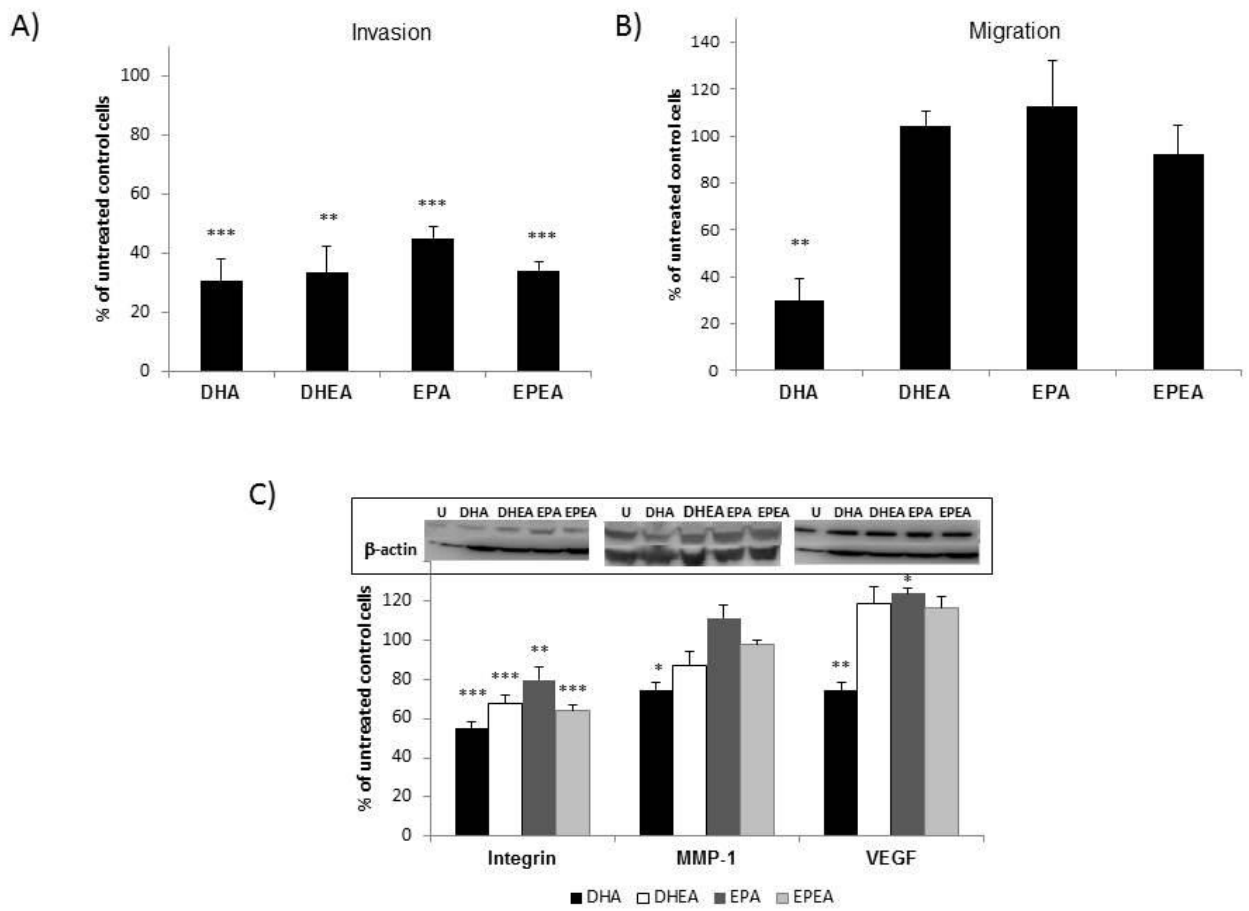 A)
Invasion
% of untreated control cells
100
80
60
40
20
0
***
**
***
***
DHA DHEA EPA EPEA
B)
Migration
% of untreated control cells
140
120
100
80
60
40
20
0
**
DHA DHEA EPA EPEA
C)
U DHA DHEA EPA EPEA U DHA DHEA EPA EPEA U DHA DHEA EPA EPEA
β-actin
% of untreated control cells
120
100
80
60
40
20
0
***
***
**
***
*
**
*
Integrin MMP-1 VEGF
DHA DHEA EPA EPEA